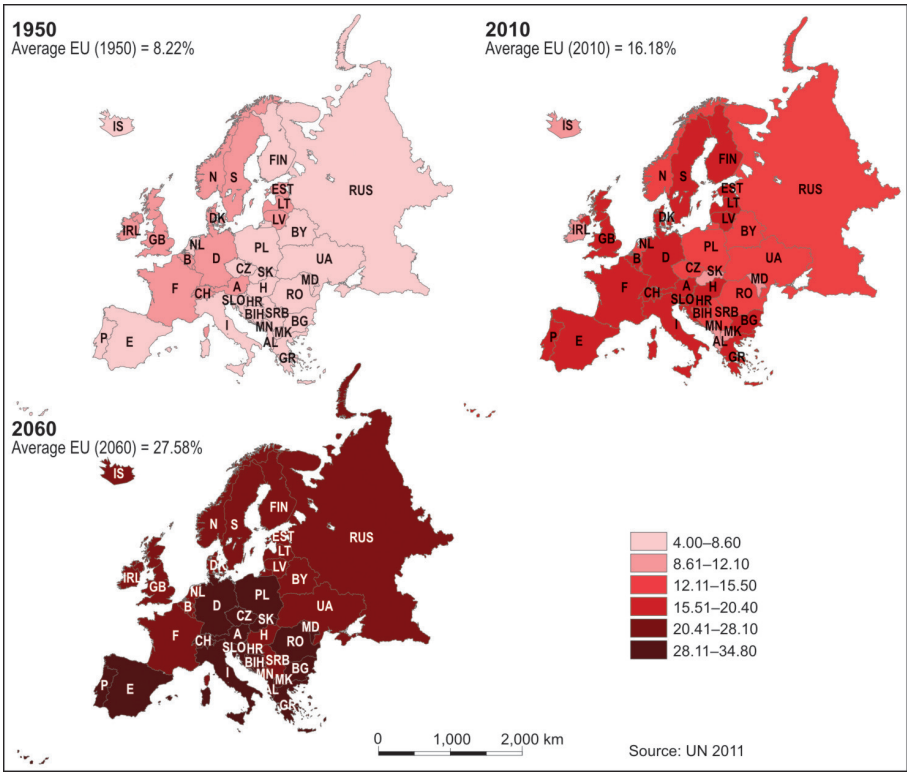 1950
Average EU (1950) = 8.22%
IS
FIN
N
S
RUS
EST
LT
DK
LV
IRL
GB
BY
NL
PL
B
D
UA
CZ
SK
MD
A
H
F
CH
RO
SLO
HR
BIH
SRB
BG
I
MN
MK
P
E
AL
GR
2010
Average EU (2010) = 16.18%
IS
FIN
N
S
RUS
EST
LT
DK
LV
IRL
GB
BY
NL
PL
B
D
UA
CZ
SK
MD
A
H
F
CH
RO
SLO
HR
BIH
SRB
BG
I
MN
MK
P
E
AL
GR
2060
Average EU (2060) = 27.58%
IS
FIN
N
S
RUS
EST
LT
DK
LV
IRL
GB
BY
NL
PL
B
D
UA
CZ
SK
MD
A
H
F
CH
RO
SLO
HR
BIH
SRB
BG
I
MN
MK
P
E
AL
GR
4.00–8.60
8.61–12.10
12.11–15.50
15.51–20.40
20.41–28.10
28.11–34.80
0 1,000 2,000 km
Source: UN 2011